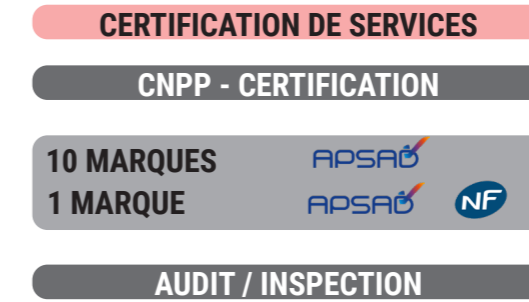 CERTIFICATION DE SERVICES
CNPP - CERTIFICATION
10 MARQUES APSAD
1 MARQUE APSAD NF
AUDIT / INSPECTION